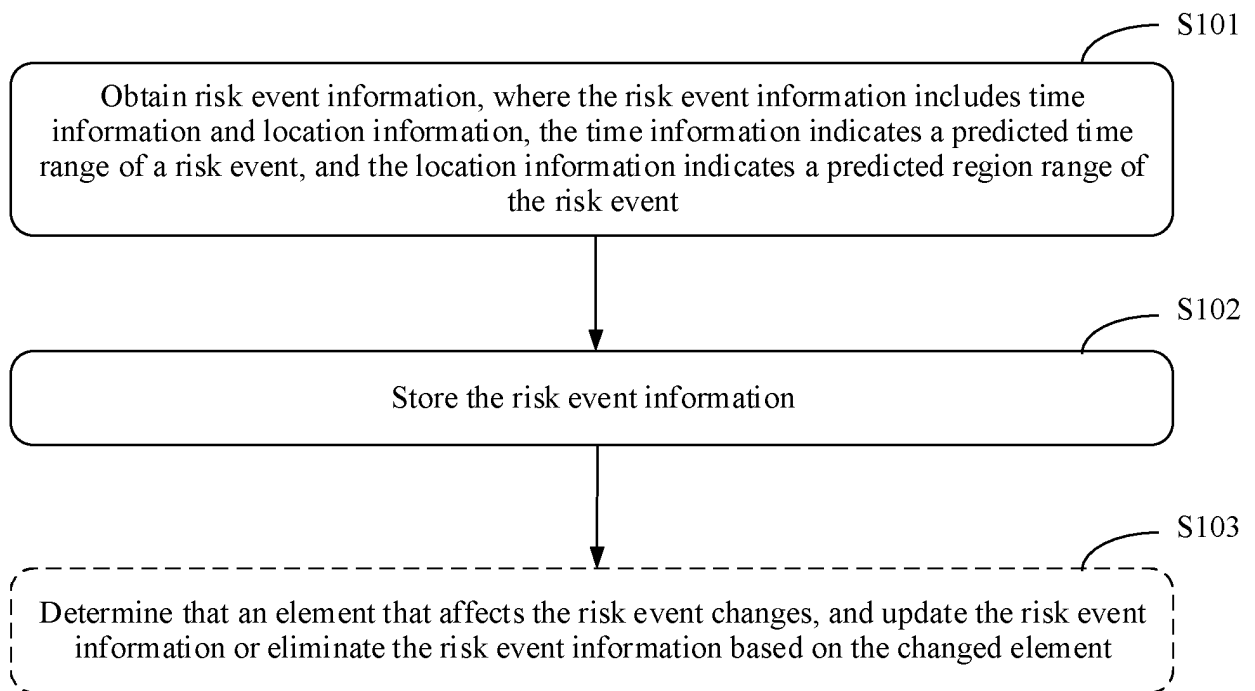 S101
Obtain risk event information, where the risk event information includes time
information and location information, the time information indicates a predicted time
range of a risk event, and the location information indicates a predicted region range of
the risk event
S102
Store the risk event information
S103
Determine that an element that affects the risk event changes, and update the risk event
information or eliminate the risk event information based on the changed element